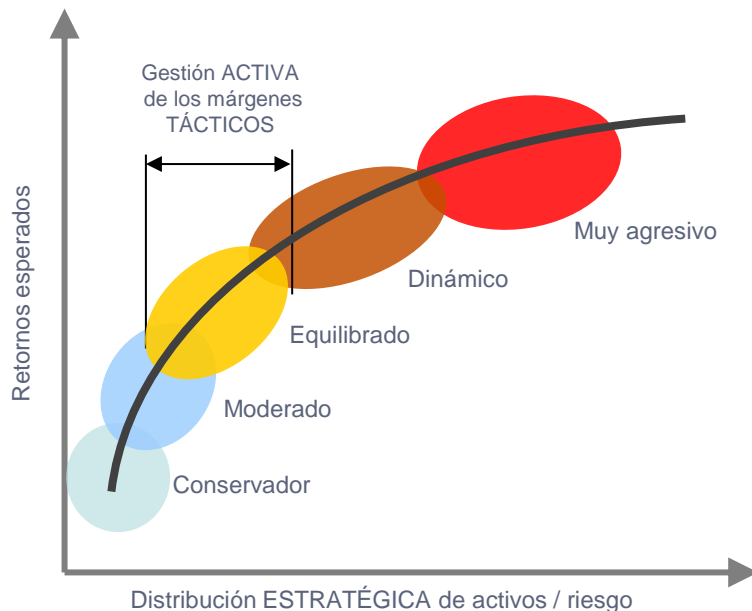 Gestión ACTIVA
de los márgenes
TÁCTICOS
Retornos esperados
Muy agresivo
Dinámico
Equilibrado
Moderado
Conservador
Distribución ESTRATÉGICA de activos / riesgo